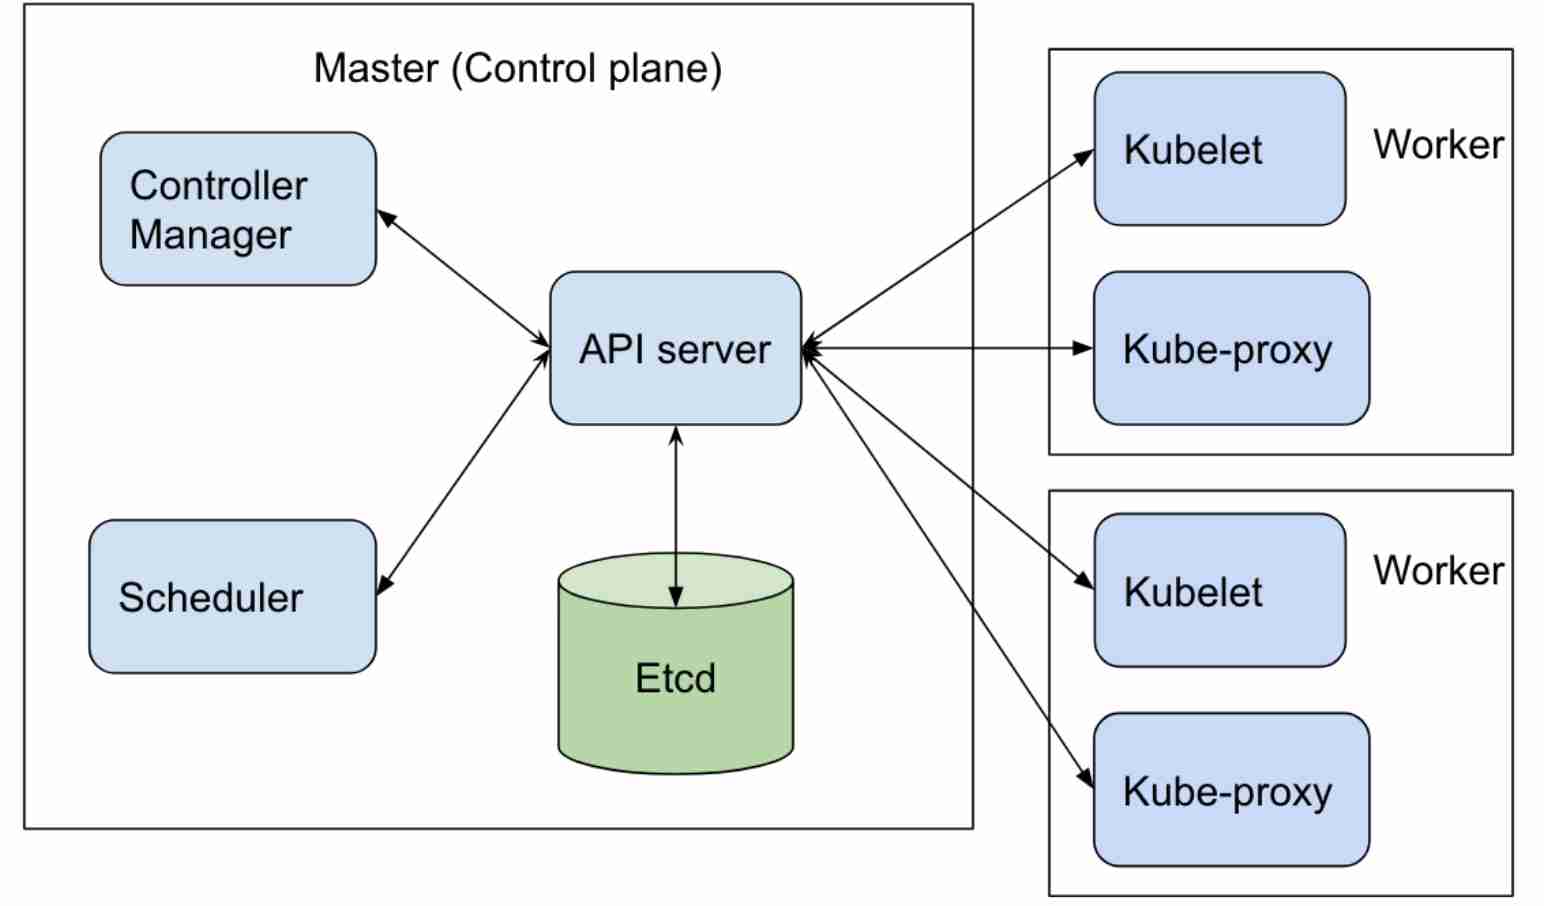 Master (Control plane)
Controller
Manager
API server
Scheduler
Etcd
Kubelet
Worker
Kube-proxy
Kubelet
Worker
Kube-proxy